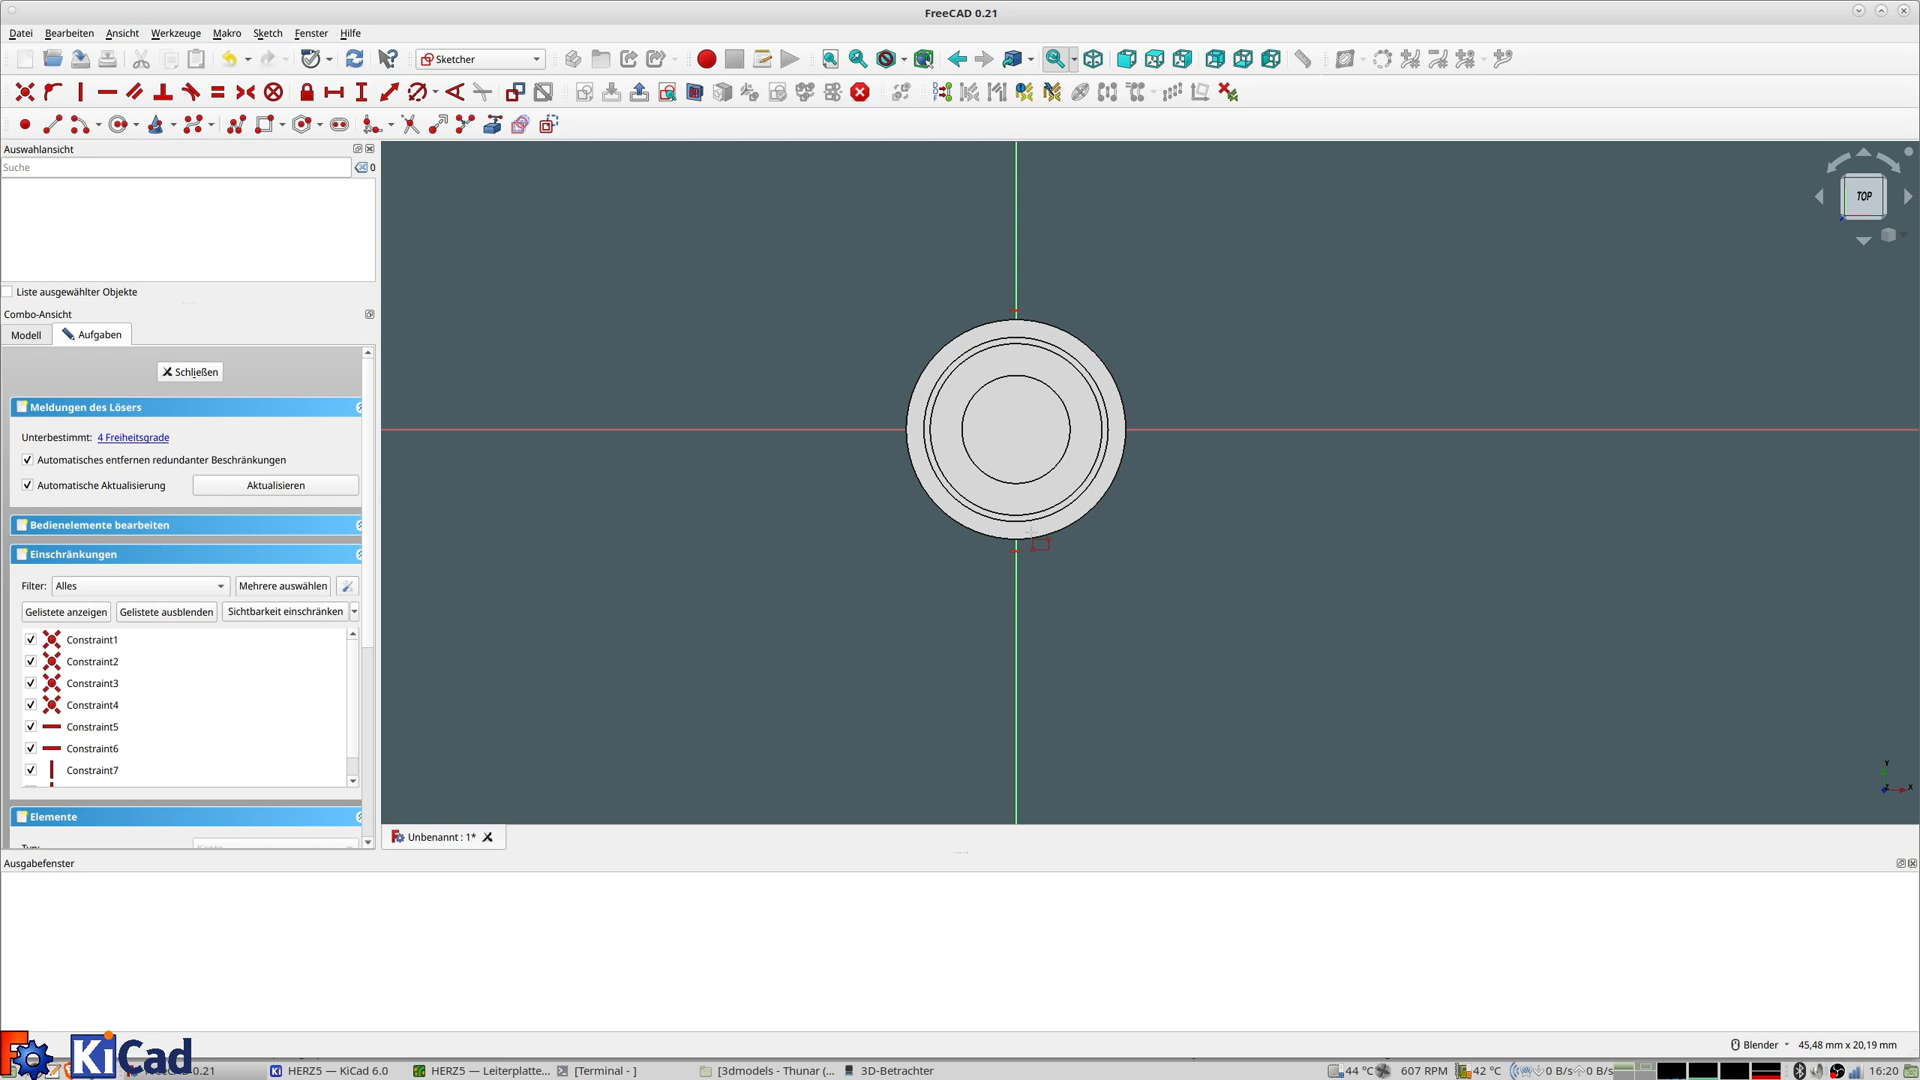 FreeCAD 0.21
Datei Bearbeiten Ansicht Werkzeuge Makro Sketch Fenster Hilfe
Sketcher
Auswahlansicht
Suche
0
Liste ausgewählter Objekte
Combo-Ansicht
Modell Aufgaben
Schließen
Meldungen des Lösers
Unterbestimmt: 4 Freiheitsgrade
Automatisches entfernen redundanter Beschränkungen
Automatische Aktualisierung Aktualisieren
Bedienelemente bearbeiten
Einschränkungen
Filter: Alles Mehrere auswählen
Gelistete anzeigen Gelistete ausblenden Sichtbarkeit einschränken
Constraint1
Constraint2
Constraint3
Constraint4
Constraint5
Constraint6
Constraint7
Elemente
TOP
Y
Z X
Unbenannt : 1*
Ausgabefenster
Blender 45,48 mm x 20,19 mm
KiCad
0.21 HERZ5 — KiCad 6.0 HERZ5 — Leiterplatte... [Terminal - ] [3dmodels - Thunar (... 3D-Betrachter 44 °C 607 RPM 42 °C 0 B/s 0 B/s 16:20